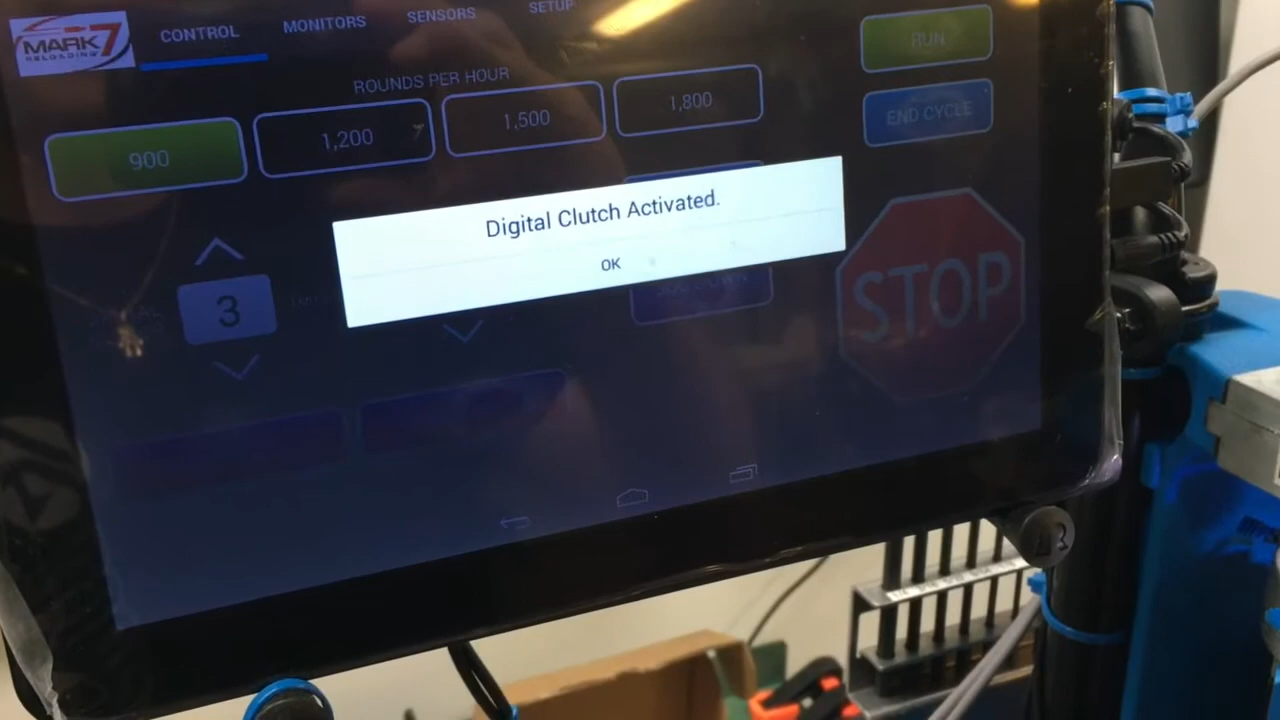 MARK 7
RELOADING
CONTROL
MONITORS
SENSORS
SETUP
ROUNDS PER HOUR
900
1,200
1,500
1,800
RUN
END CYCLE
Digital Clutch Activated.
OK
3
STOP